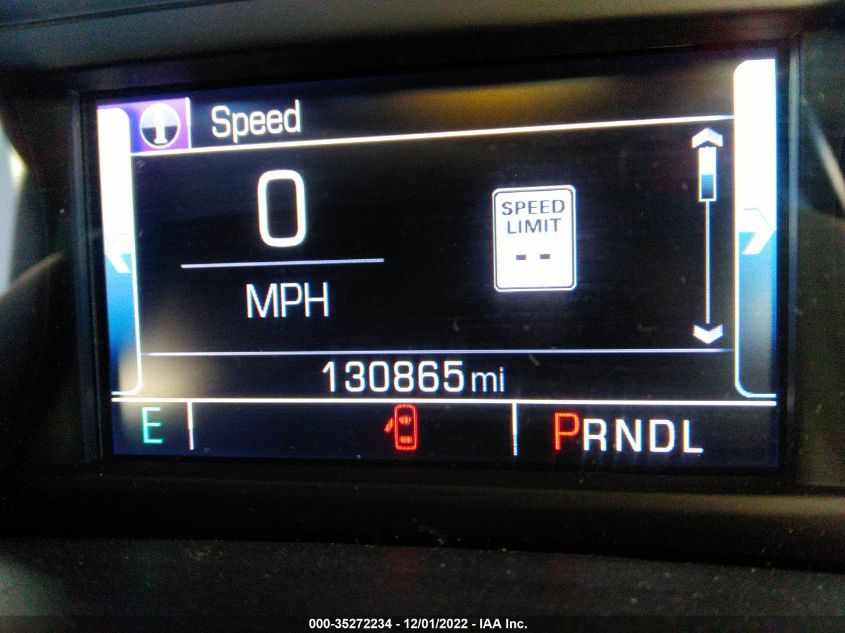 Speed
0
MPH
SPEED
LIMIT
--
130865 mi
E
PRNDL
000-35272234 - 12/01/2022 - IAA Inc.